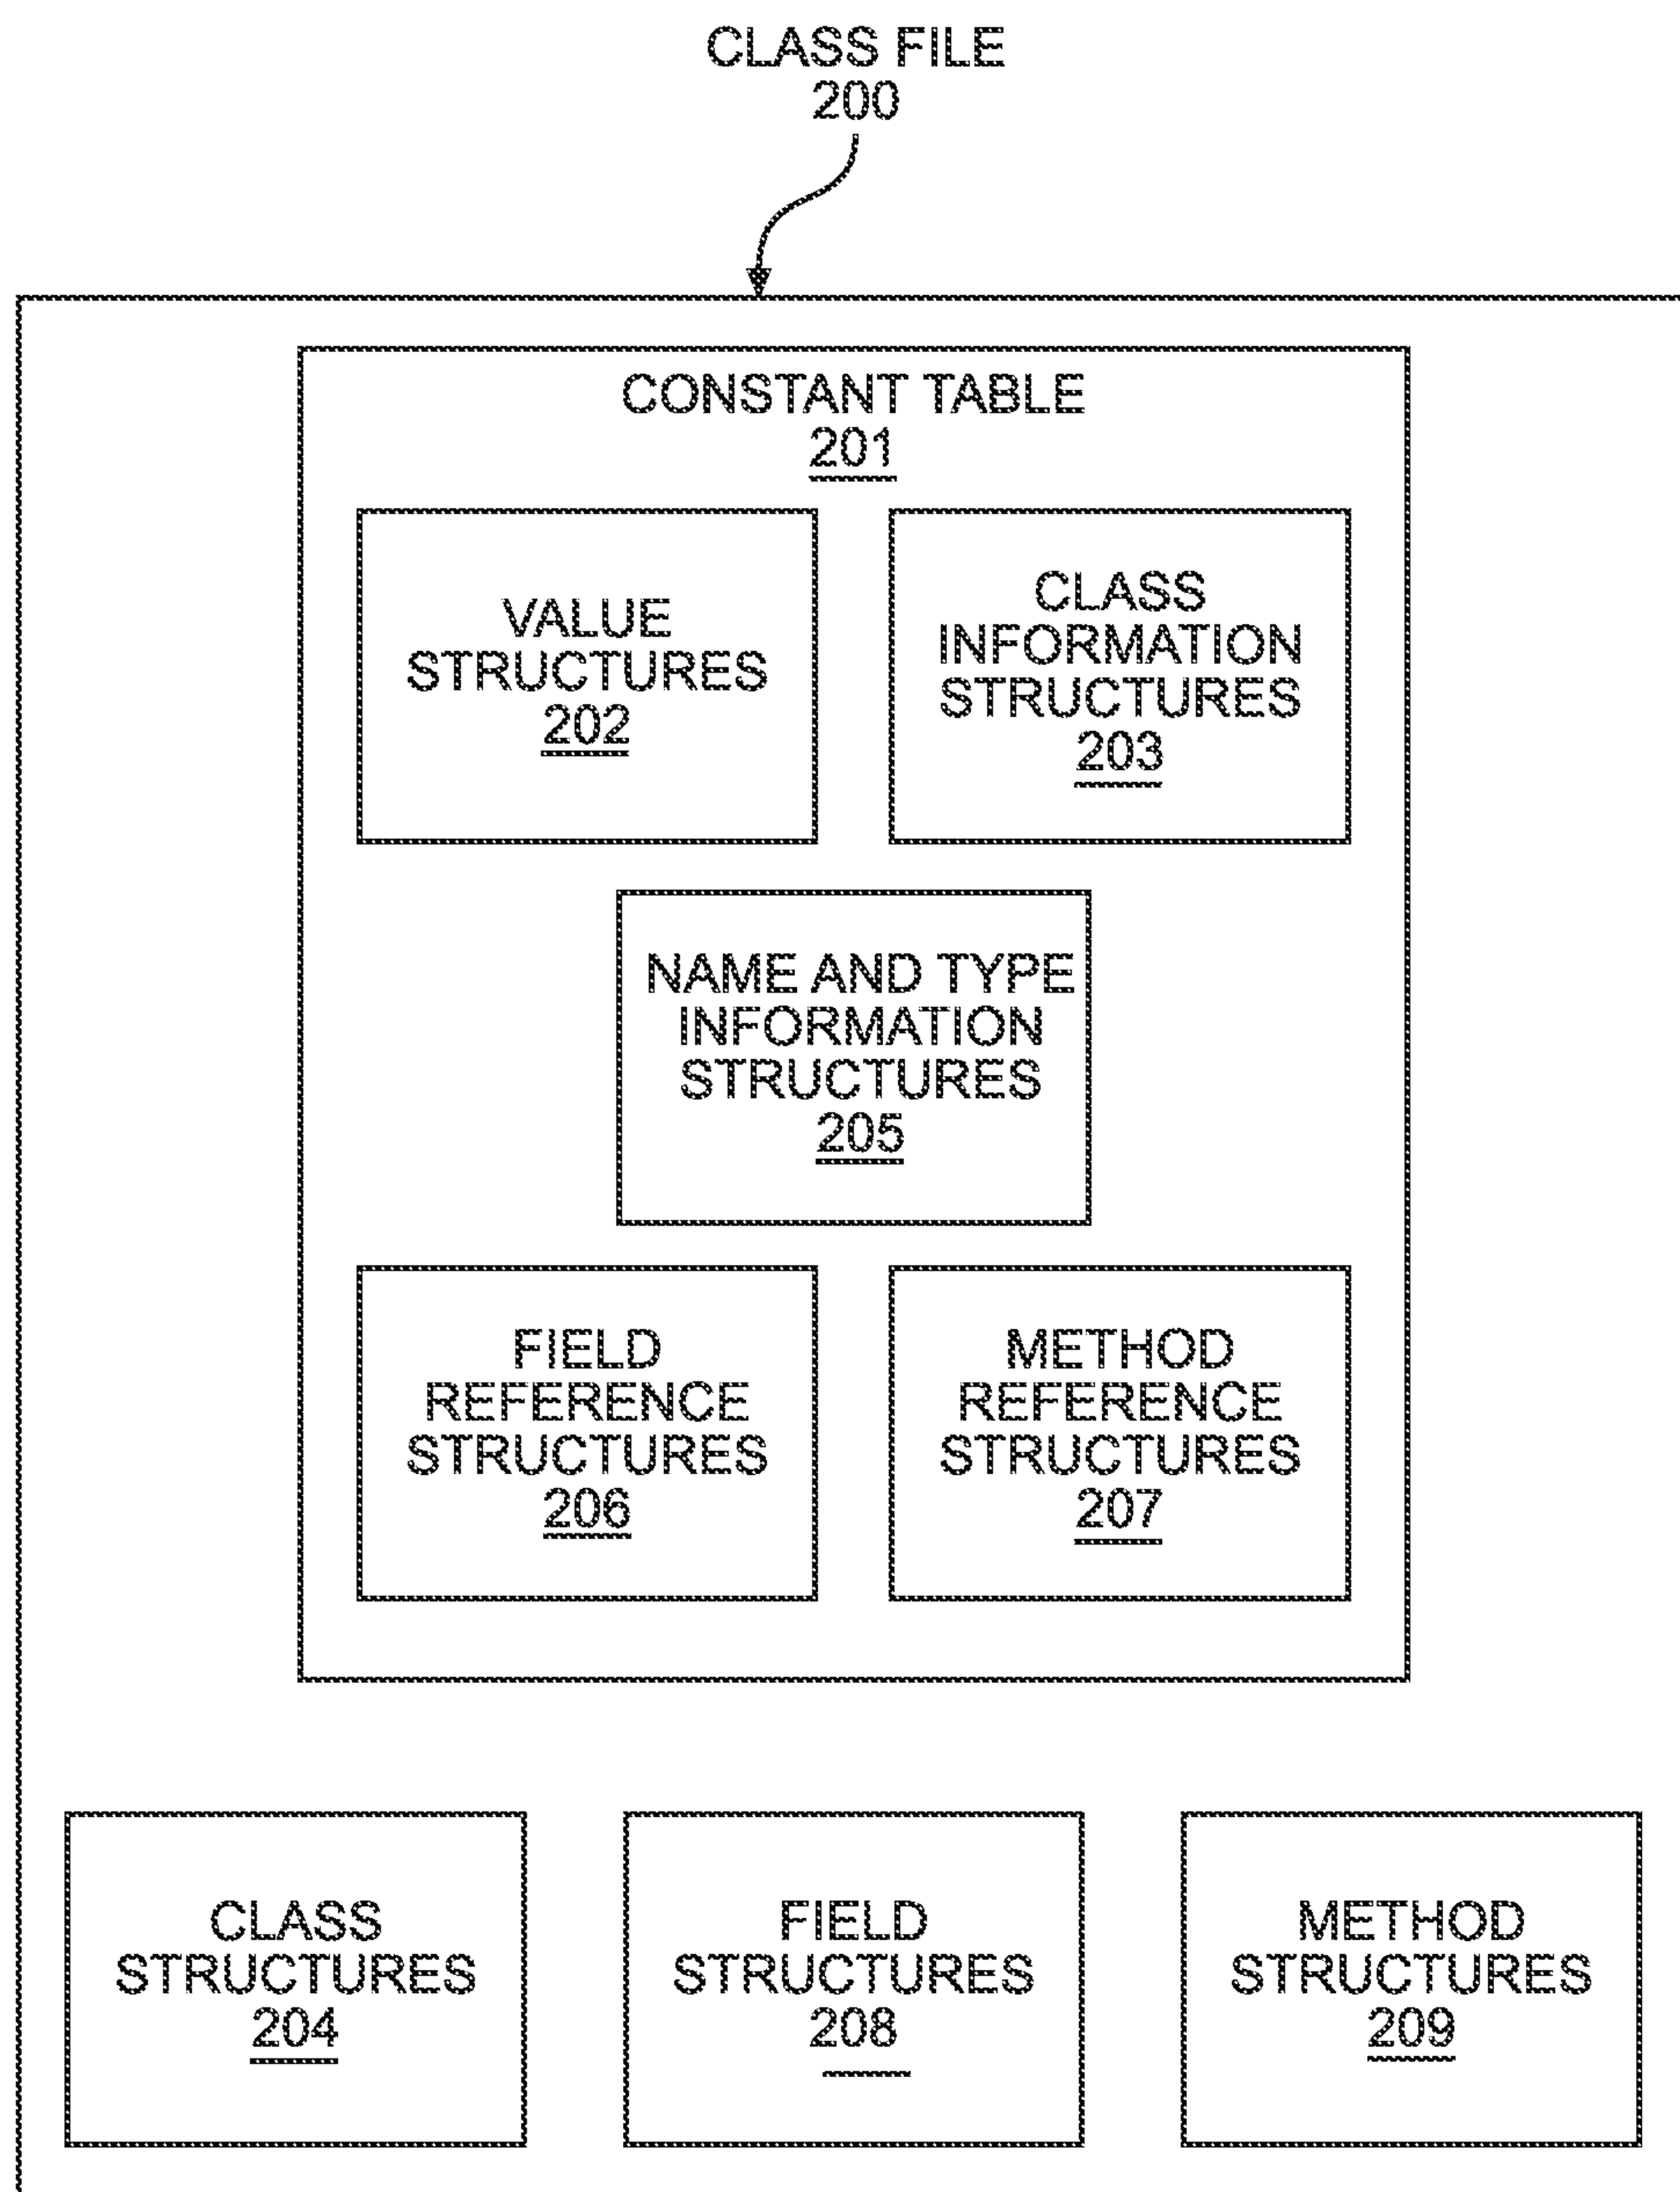 CLASS FILE
200
CONSTANT TABLE
201
VALUE
STRUCTURES
202
CLASS
INFORMATION
STRUCTURES
203
NAME AND TYPE
INFORMATION
STRUCTURES
205
FIELD
REFERENCE
STRUCTURES
206
METHOD
REFERENCE
STRUCTURES
207
CLASS
STRUCTURES
204
FIELD
STRUCTURES
208
METHOD
STRUCTURES
209